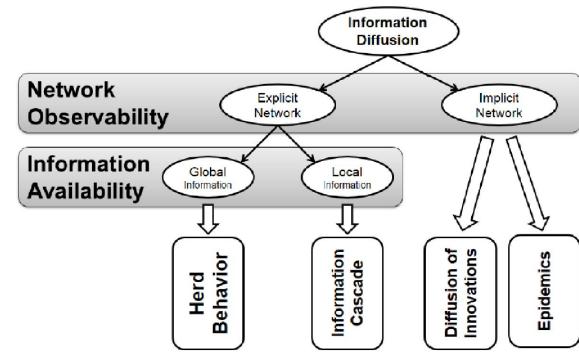 Information
Diffusion
Network
Observability
Explicit
Network
Implicit
Network
Information
Availability
Global
Information
Local
Information
Herd
Behavior
Information
Cascade
Diffusion of
Innovations
Epidemics